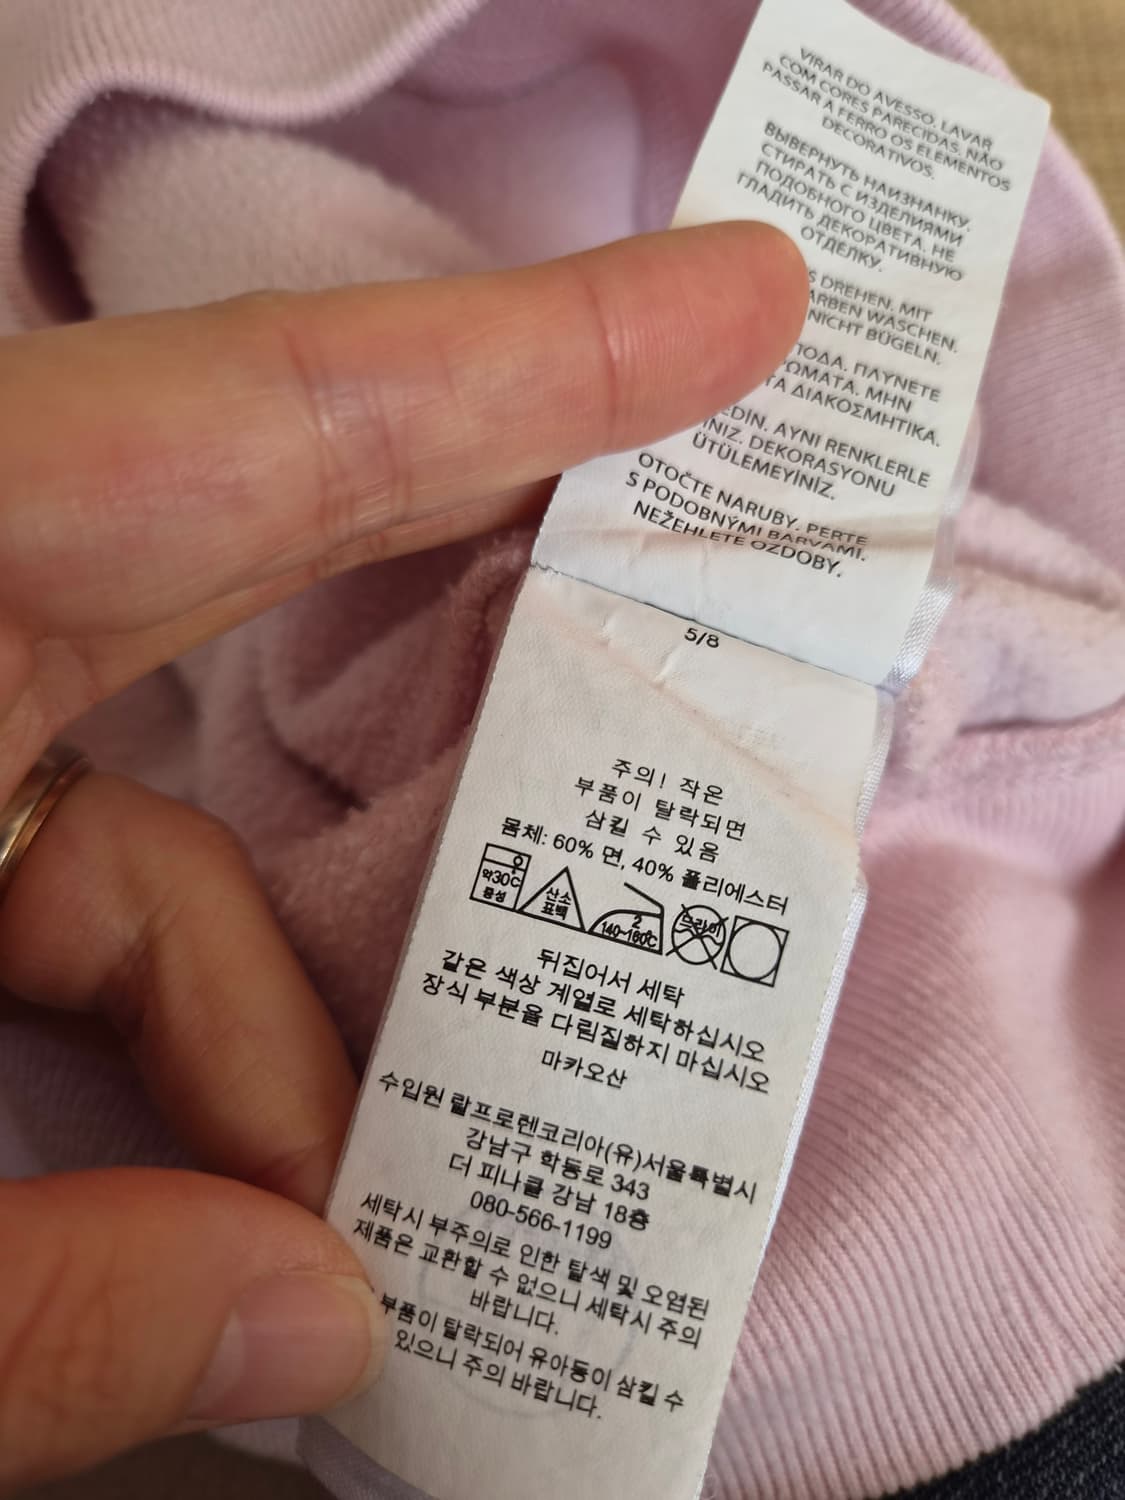 VIRAR DO AVESSO. LAVAR
COM CORES PARECIDAS. NÃO
PASSAR A FERRO OS ELEMENTOS
DECORATIVOS.
ВЫВЕРНУТЬ НАИЗНАНКУ.
СТИРАТЬ С ИЗДЕЛИЯМИ
ПОДОБНОГО ЦВЕТА. НЕ
ГЛАДИТЬ ДЕКОРАТИВНУЮ
ОТДЕЛКУ.
DREHEN. MIT
WASCHEN.
NICHT BÜGELN.
ΠΛΥΝΕΤΕ
ΜΗΝ
ΤΑ ΔΙΑΚΟΣΜΗΤΙΚΑ.
AYNI RENKLERLE
DEKORASYONU
ÜTÜLEMEYİNİZ.
OTOČTE NARUBY. PERTE
S PODOBNÝMI BARVAMI.
NEŽEHLETE OZDOBY.
5/8
주의! 작은
부품이 탈락되면
삼킬 수 있음
몸체: 60% 면, 40% 폴리에스터
약30℃
중성
산소
표백
2
140~160℃
드라이
뒤집어서 세탁
같은 색상 계열로 세탁하십시오
장식 부분을 다림질하지 마십시오
마카오산
수입원 랄프로렌코리아(유)서울특별시
강남구 학동로 343
더 피나클 강남 18층
080-566-1199
세탁시 부주의로 인한 탈색 및 오염된
제품은 교환할 수 없으니 세탁시 주의
바랍니다.
부품이 탈락되어 유아동이 삼킬 수
있으니 주의 바랍니다.